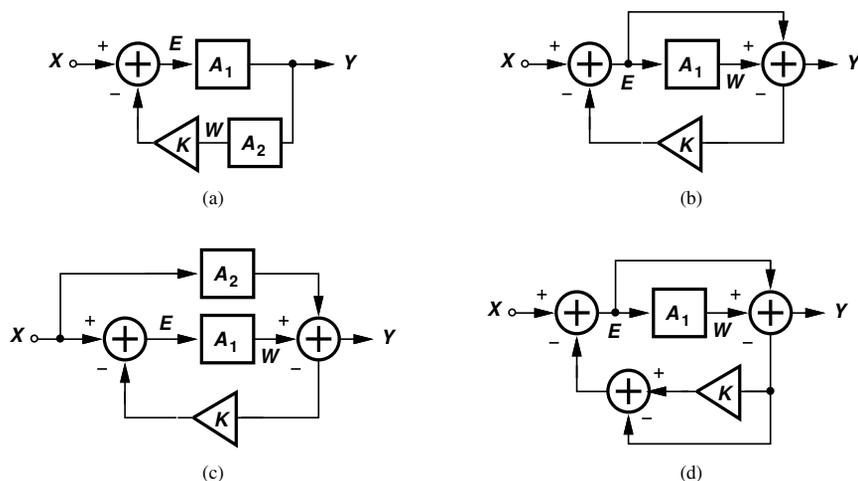 X + E A1 Y
−
K W A2
(a)
X + E A1 + W − Y
−
K
(b)
A2
X + E A1 + W − Y
−
K
(c)
X + E A1 + W − Y
−
+ K
−
(d)